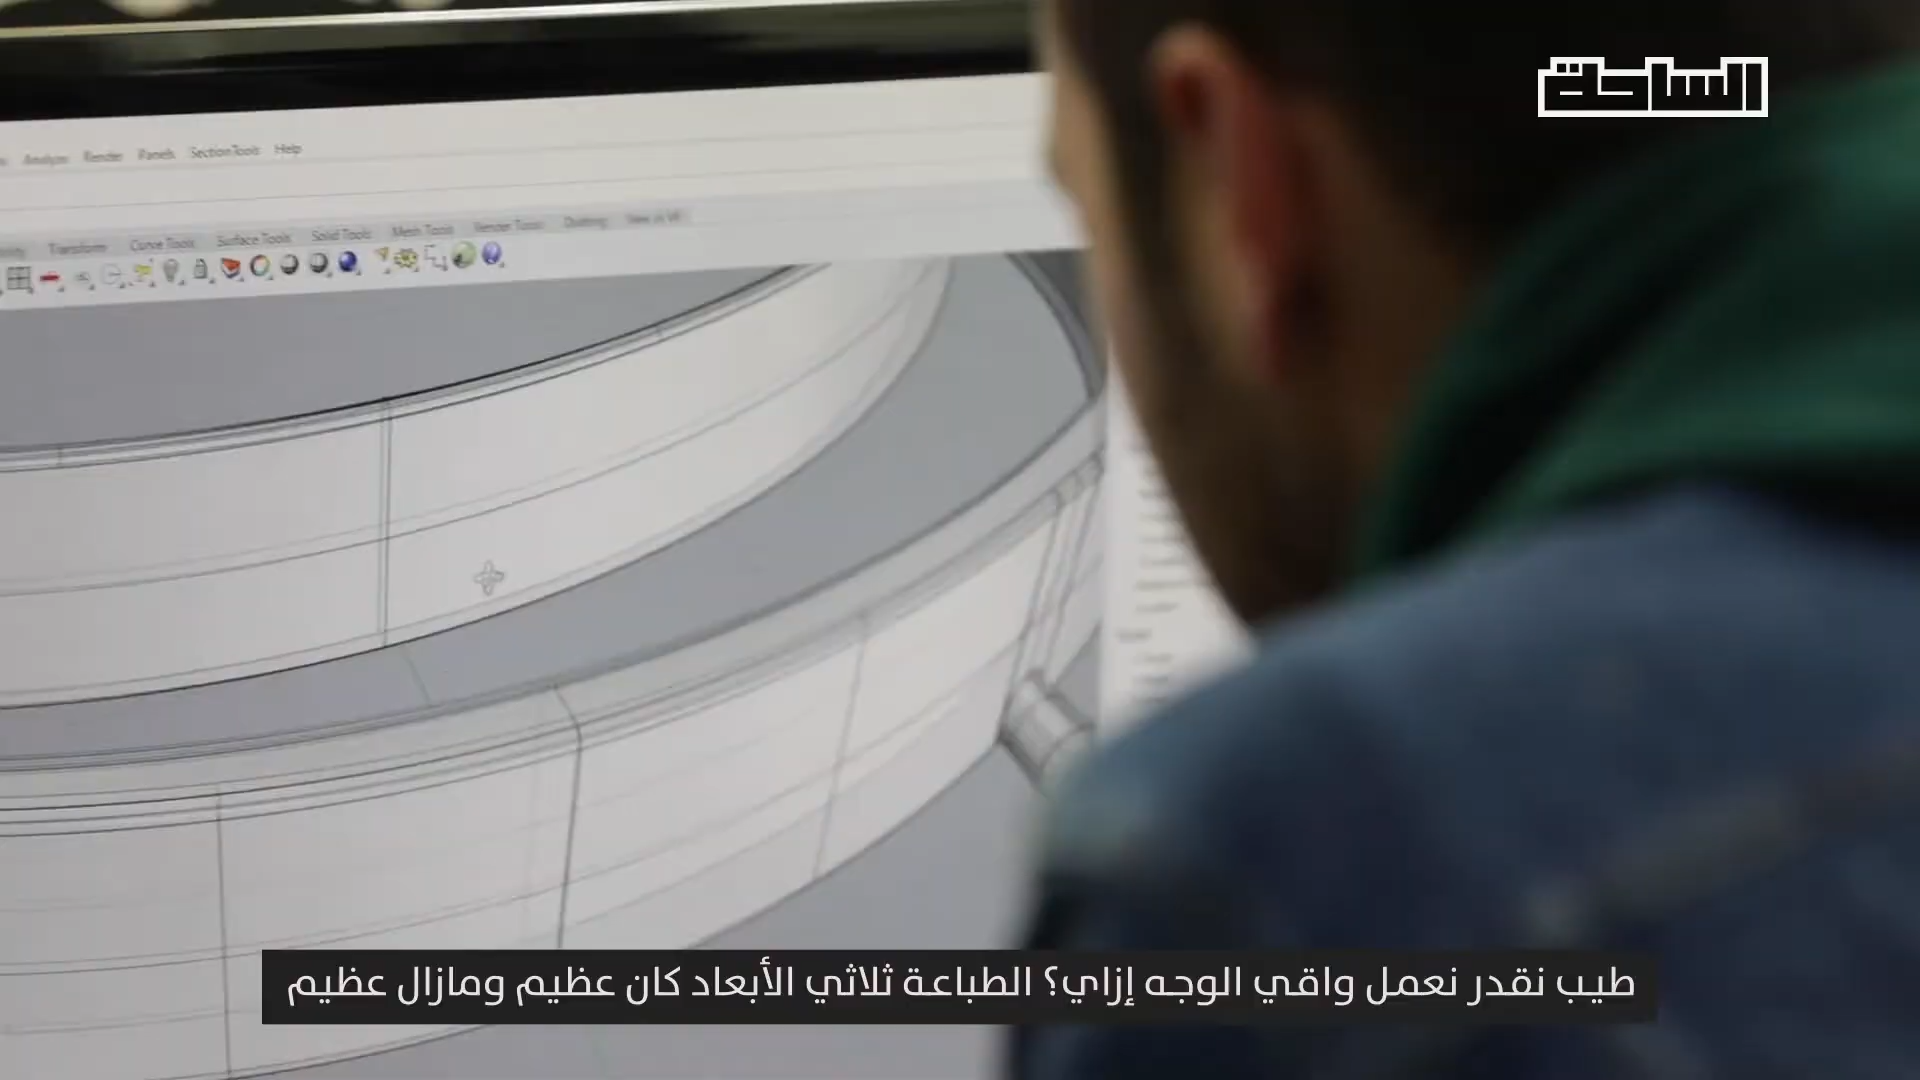 الساحة
Analyze Render Panels SectionTools Help
Transform Curve Tools Surface Tools Solid Tools Mesh Tools Render Tools Drafting
طيب نقدر نعمل واقي الوجه إزاي؟ الطباعة ثلاثي الأبعاد كان عظيم ومازال عظيم